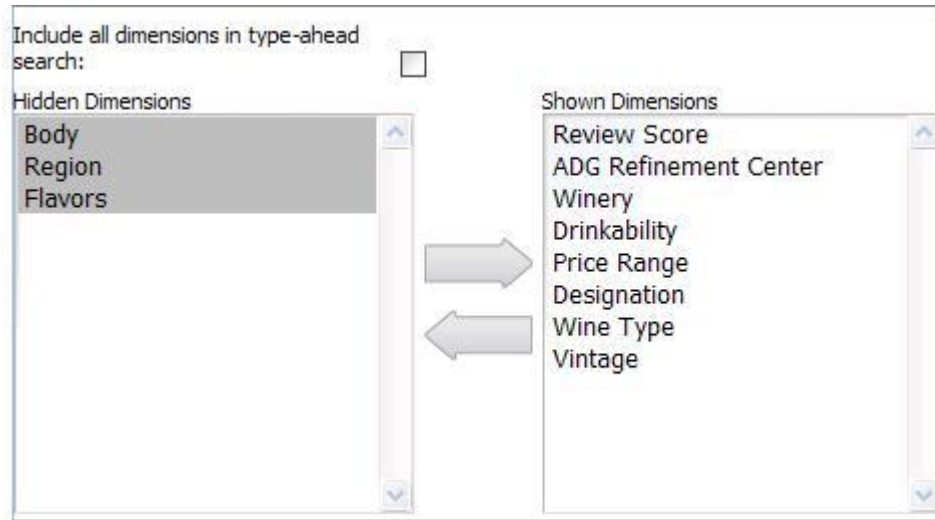 Include all dimensions in type-ahead
search:
Hidden Dimensions
Body
Region
Flavors
Shown Dimensions
Review Score
ADG Refinement Center
Winery
Drinkability
Price Range
Designation
Wine Type
Vintage